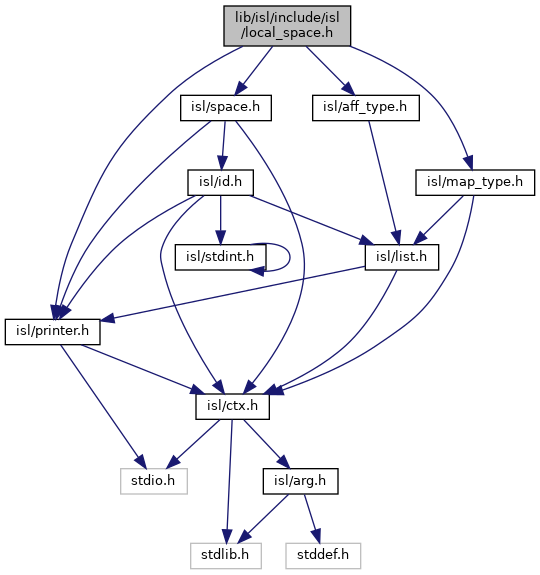 lib/isl/include/isl
/local_space.h
isl/space.h
isl/aff_type.h
isl/id.h
isl/map_type.h
isl/stdint.h
isl/list.h
isl/printer.h
isl/ctx.h
stdio.h
isl/arg.h
stdlib.h
stddef.h